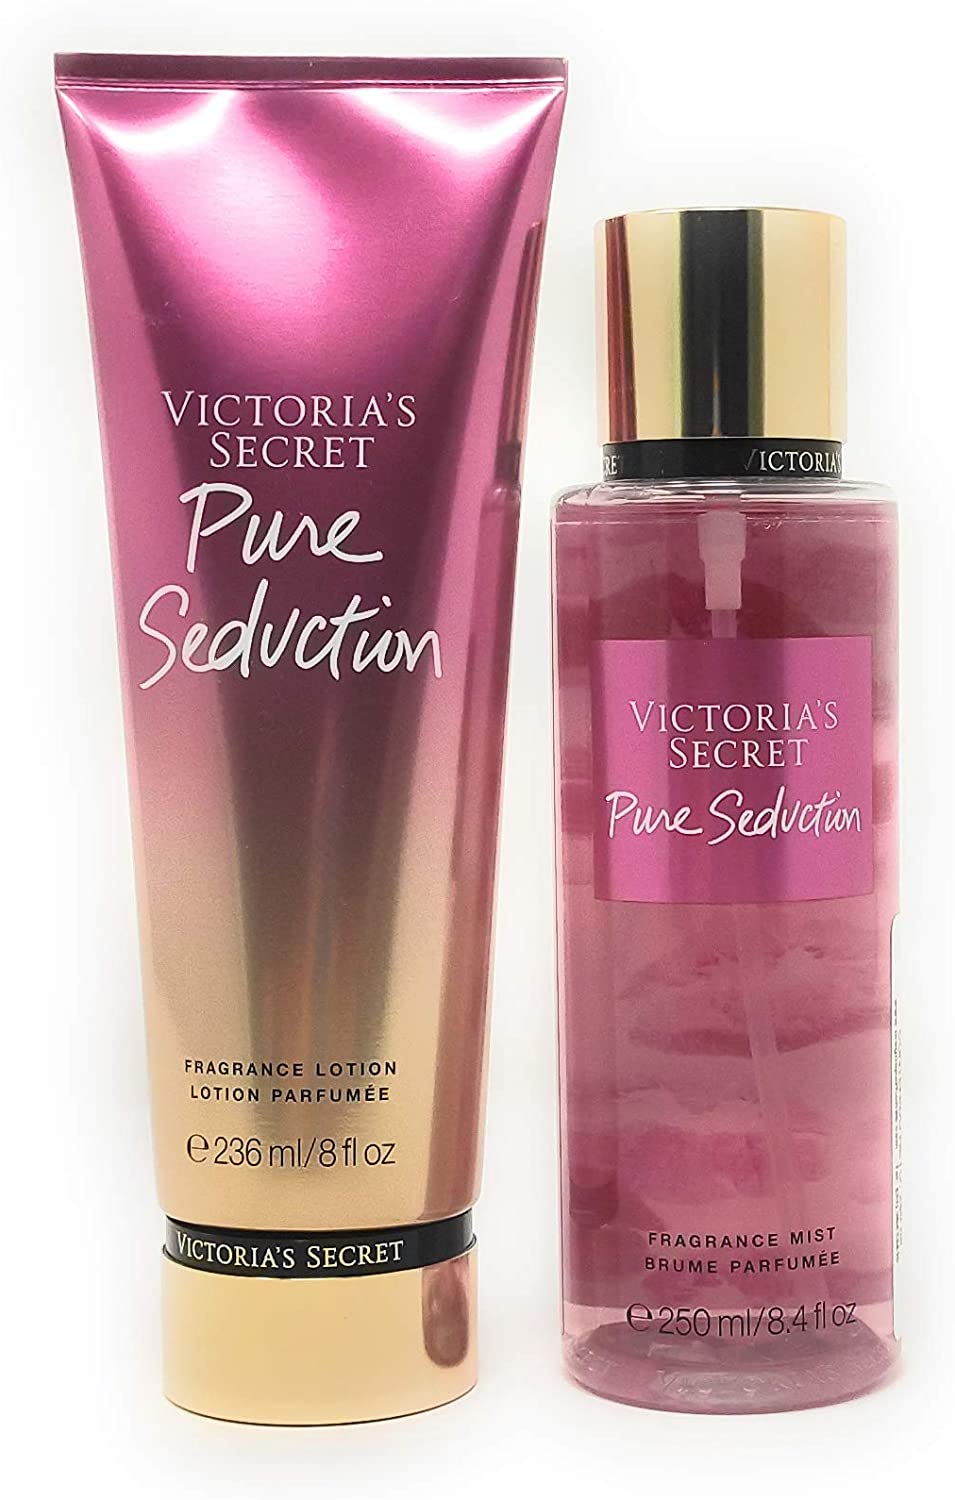 VICTORIA'S
SECRET
Pure
Seduction
FRAGRANCE LOTION
LOTION PARFUMÉE
℮ 236 ml/8 fl oz
VICTORIA'S SECRET
VICTORIA'S
VICTORIA'S
SECRET
Pure Seduction
FRAGRANCE MIST
BRUME PARFUMÉE
℮ 250 ml/8.4 fl oz